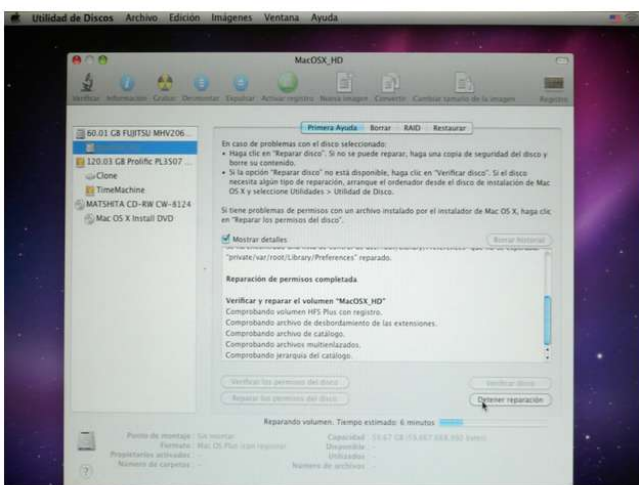 Utilidad de Discos Archivo Edición Imágenes Ventana Ayuda
MacOSX_HD
Verificar Información Grabar Desmontar Expulsar Activar registro Nueva imagen Convertir Cambiar tamaño de la imagen Registro
Primera Ayuda Borrar RAID Restaurar
60.01 GB FUJITSU MHV206...
120.03 GB Prolific PL3507 ...
Clone
TimeMachine
MATSHITA CD-RW CW-8124
Mac OS X Install DVD
En caso de problemas con el disco seleccionado:
• Haga clic en "Reparar disco". Si no se puede reparar, haga una copia de seguridad del disco y
borre su contenido.
• Si la opción "Reparar disco" no está disponible, haga clic en "Verificar disco". Si el disco
necesita algún tipo de reparación, arranque el ordenador desde el disco de instalación de Mac
OS X y seleccione Utilidades > Utilidad de Disco.
Si tiene problemas de permisos con un archivo instalado por el instalador de Mac OS X, haga clic
en "Reparar los permisos del disco".
Mostrar detalles
Borrar historial
"private/var/root/Library/Preferences" reparado.
Reparación de permisos completada
Verificar y reparar el volumen "MacOSX_HD"
Comprobando volumen HFS Plus con registro.
Comprobando archivo de desbordamiento de las extensiones.
Comprobando archivo de catálogo.
Comprobando archivos multienlazados.
Comprobando jerarquía del catálogo.
Verificar los permisos del disco
Verificar disco
Reparar los permisos del disco
Detener reparación
Reparando volumen. Tiempo estimado: 6 minutos
Punto de montaje : Sin montar
Formato : Mac OS Plus (con registro)
Propietarios activados : -
Número de carpetas : -
Capacidad :
Disponible : -
Utilizados : -
Número de archivos : -
?